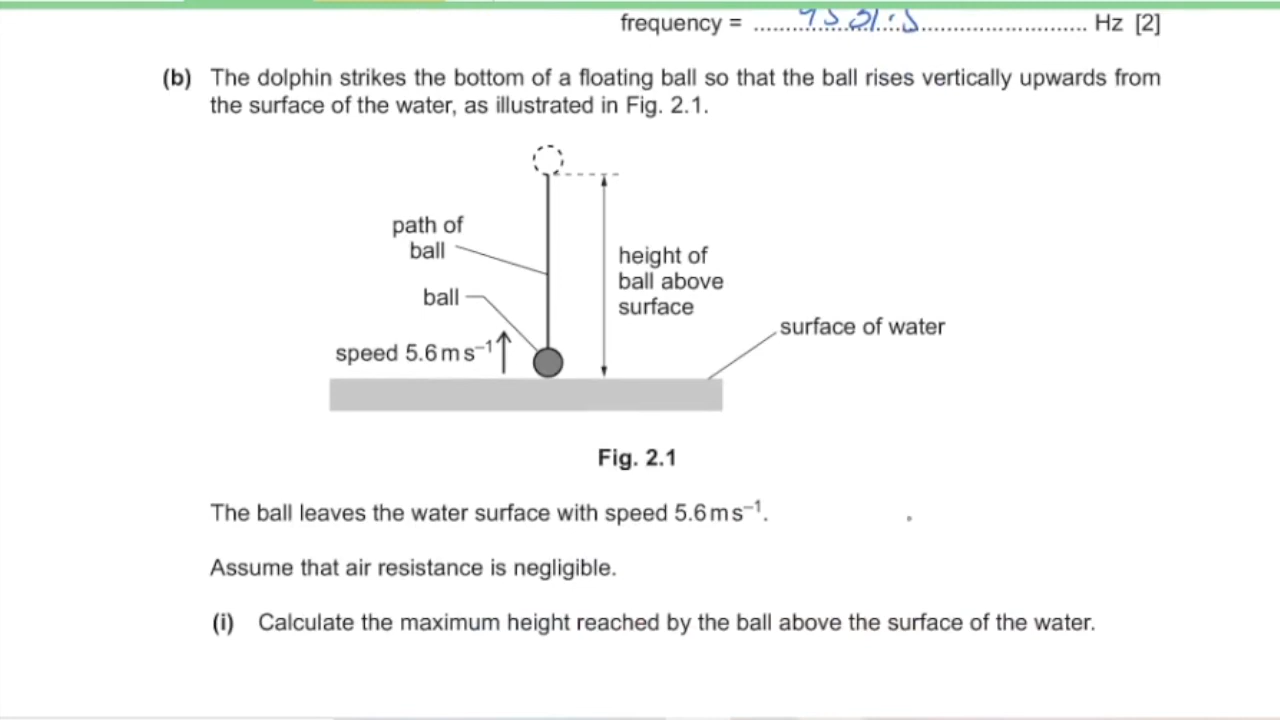 frequency = ........................................ Hz [2]
(b) The dolphin strikes the bottom of a floating ball so that the ball rises vertically upwards from
the surface of the water, as illustrated in Fig. 2.1.
path of
ball
height of
ball above
surface
ball
surface of water
speed 5.6 m s⁻¹
Fig. 2.1
The ball leaves the water surface with speed 5.6 m s⁻¹.
Assume that air resistance is negligible.
(i) Calculate the maximum height reached by the ball above the surface of the water.